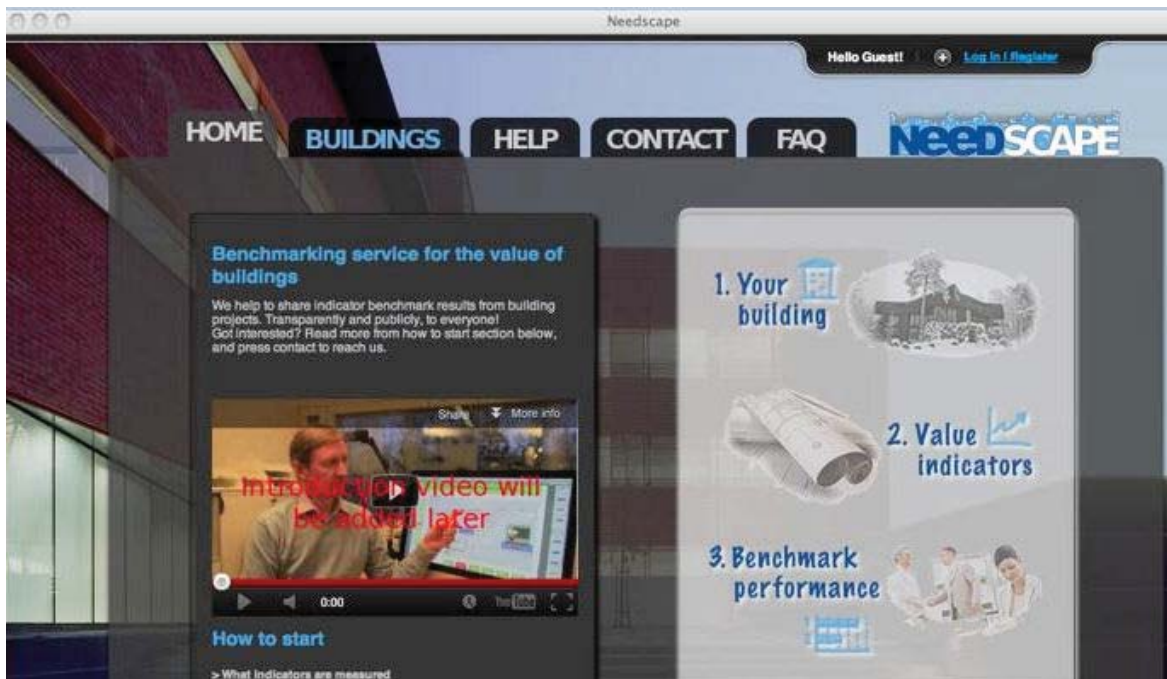 Needscape
Hello Guest! Log in / Register
HOME BUILDINGS HELP CONTACT FAQ NeeDSCAPE
Benchmarking service for the value of
buildings
We help to share indicator benchmark results from building
projects. Transparently and publicly, to everyone!
Got interested? Read more from how to start section below,
and press contact to reach us.
Share More info
Introduction video will
be added later
0:00 YouTube
How to start
> What indicators are measured
1. Your
building
2. Value
indicators
3. Benchmark
performance